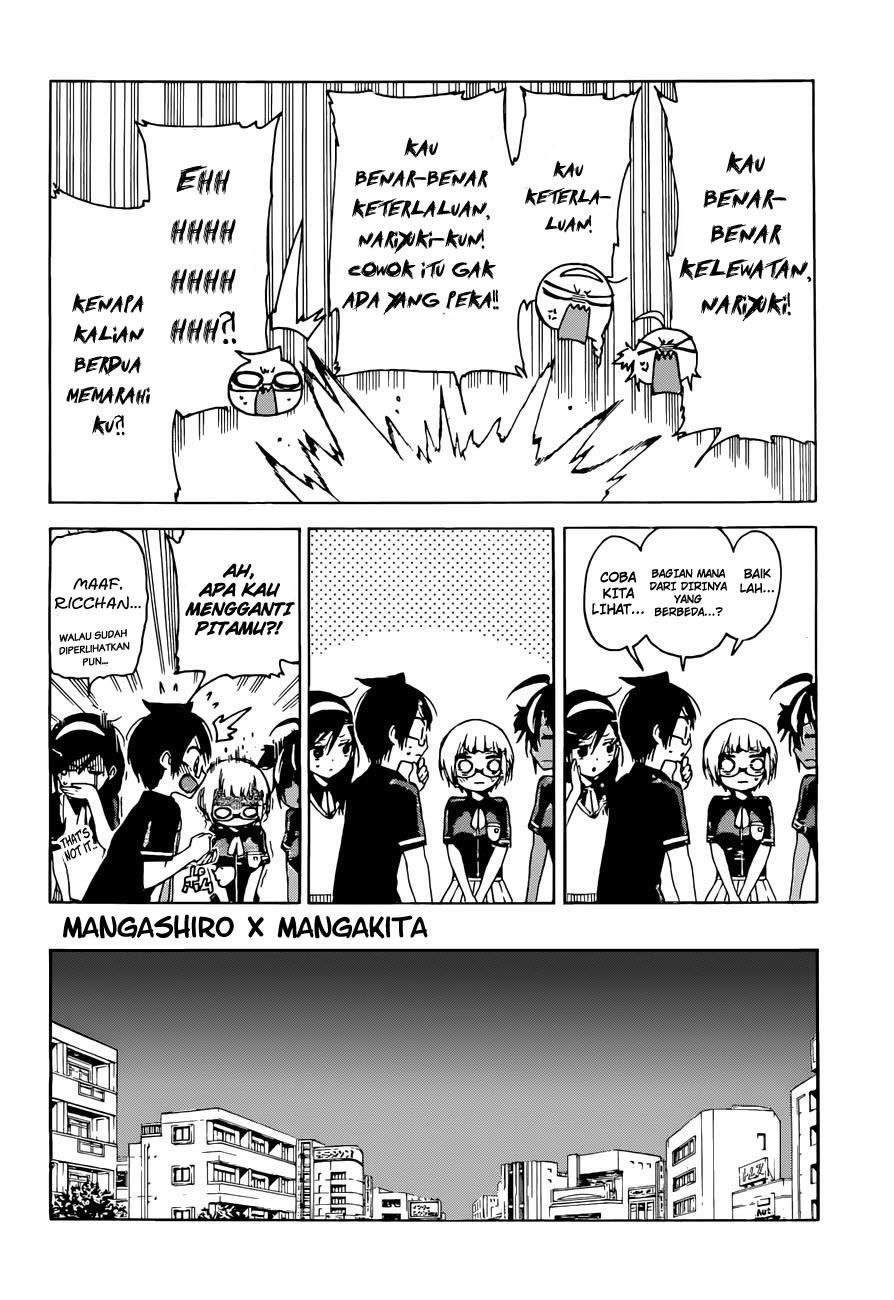 KAU
BENAR-
BENAR
KELEWATAN,
NARIYUKI!
KAU
KETERLA-
LUAN!
KAU
BENAR-BENAR
KETERLALUAN,
NARIYUKI-KUN!
COWOK ITU GAK
ADA YANG PEKA!!
EHH
HHHH
HHHH
HHH?!
KENAPA
KALIAN
BERDUA
MEMARAHI
KU?!
BAIK
LAH...
BAGIAN MANA
DARI DIRINYA
YANG
BERBEDA...?
COBA
KITA
LIHAT...
AH,
APA KAU
MENGGANTI
PITAMU?!
MAAF,
RICCHAN...
WALAU SUDAH
DIPERLIHATKAN
PUN...
THAT'S
NOT IT...
MANGASHIRO X MANGAKITA